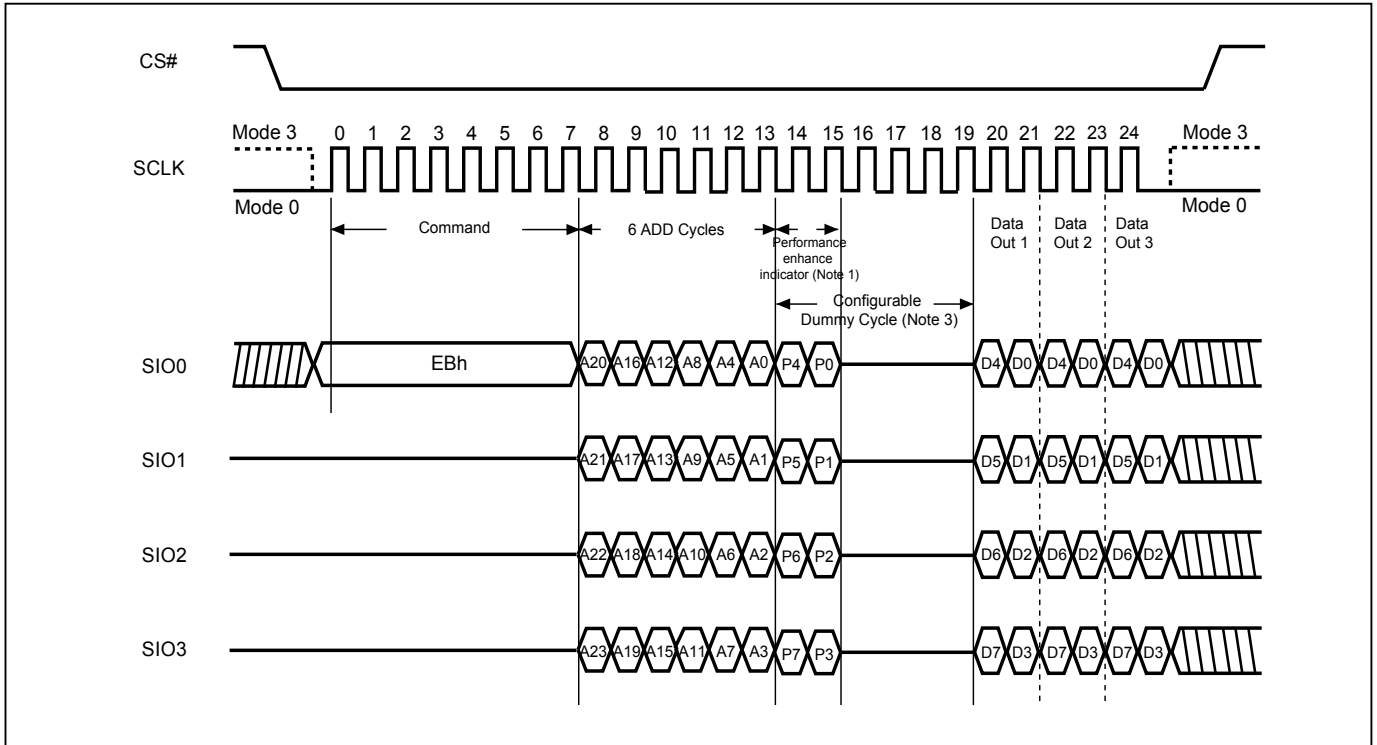 CS#
Mode 3 0 1 2 3 4 5 6 7 8 9 10 11 12 13 14 15 16 17 18 19 20 21 22 23 24 Mode 3
SCLK
Mode 0 Mode 0
Command 6 ADD Cycles Performance enhance indicator (Note 1) Data Out 1 Data Out 2 Data Out 3
Configurable
Dummy Cycle (Note 3)
SIO0 EBh A20 A16 A12 A8 A4 A0 P4 P0 D4 D0 D4 D0 D4 D0
SIO1 A21 A17 A13 A9 A5 A1 P5 P1 D5 D1 D5 D1 D5 D1
SIO2 A22 A18 A14 A10 A6 A2 P6 P2 D6 D2 D6 D2 D6 D2
SIO3 A23 A19 A15 A11 A7 A3 P7 P3 D7 D3 D7 D3 D7 D3